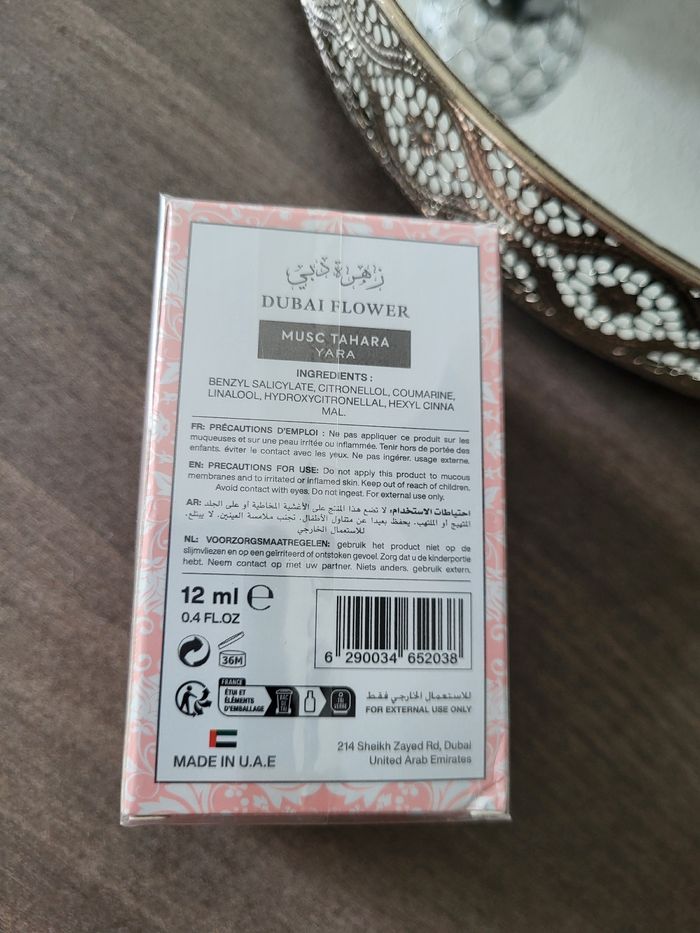 زهرة دبي
DUBAI FLOWER
MUSC TAHARA
YARA
INGREDIENTS :
BENZYL SALICYLATE, CITRONELLOL, COUMARINE,
LINALOOL, HYDROXYCITRONELLAL, HEXYL CINNA
MAL.
FR: PRÉCAUTIONS D'EMPLOI : Ne pas appliquer ce produit sur les
muqueuses et sur une peau irritée ou inflammée. Tenir hors de portée des
enfants. éviter le contact avec les yeux. Ne pas ingérer. usage externe.
EN: PRECAUTIONS FOR USE: Do not apply this product to mucous
membranes and to irritated or inflamed skin. Keep out of reach of children.
Avoid contact with eyes. Do not ingest. For external use only.
AR: احتياطات الاستخدام: لا تضع هذا المنتج على الأغشية المخاطية أو على الجلد
المتهيج أو الملتهب. يحفظ بعيدا عن متناول الأطفال. تجنب ملامسة العينين. لا يبتلع.
للاستعمال الخارجي
NL: VOORZORGSMAATREGELEN: gebruik het product niet op de
slijmvliezen en op een geïrriteerd of ontstoken gevoel. Zorg dat u de kinderportie
hebt. Neem contact op met uw partner. Niets anders. gebruik extern.
12 ml e
0.4 FL.OZ
36M
6 290034 652038
FRANCE
ÉTUI ET
ÉLÉMENTS
D'EMBALLAGE
BAC
DE TRI
للاستعمال الخارجي فقط
FOR EXTERNAL USE ONLY
MADE IN U.A.E
214 Sheikh Zayed Rd, Dubai
United Arab Emirates